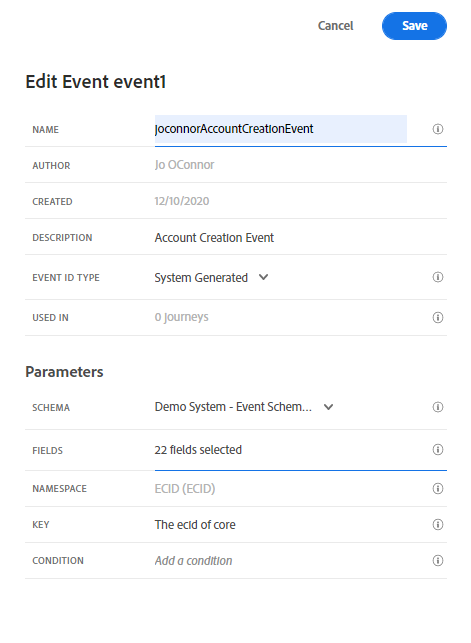 Cancel Save
Edit Event event1
NAME joconnorAccountCreationEvent
AUTHOR Jo OConnor
CREATED 12/10/2020
DESCRIPTION Account Creation Event
EVENT ID TYPE System Generated
USED IN 0 journeys
Parameters
SCHEMA Demo System - Event Schem...
FIELDS 22 fields selected
NAMESPACE ECID (ECID)
KEY The ecid of core
CONDITION Add a condition